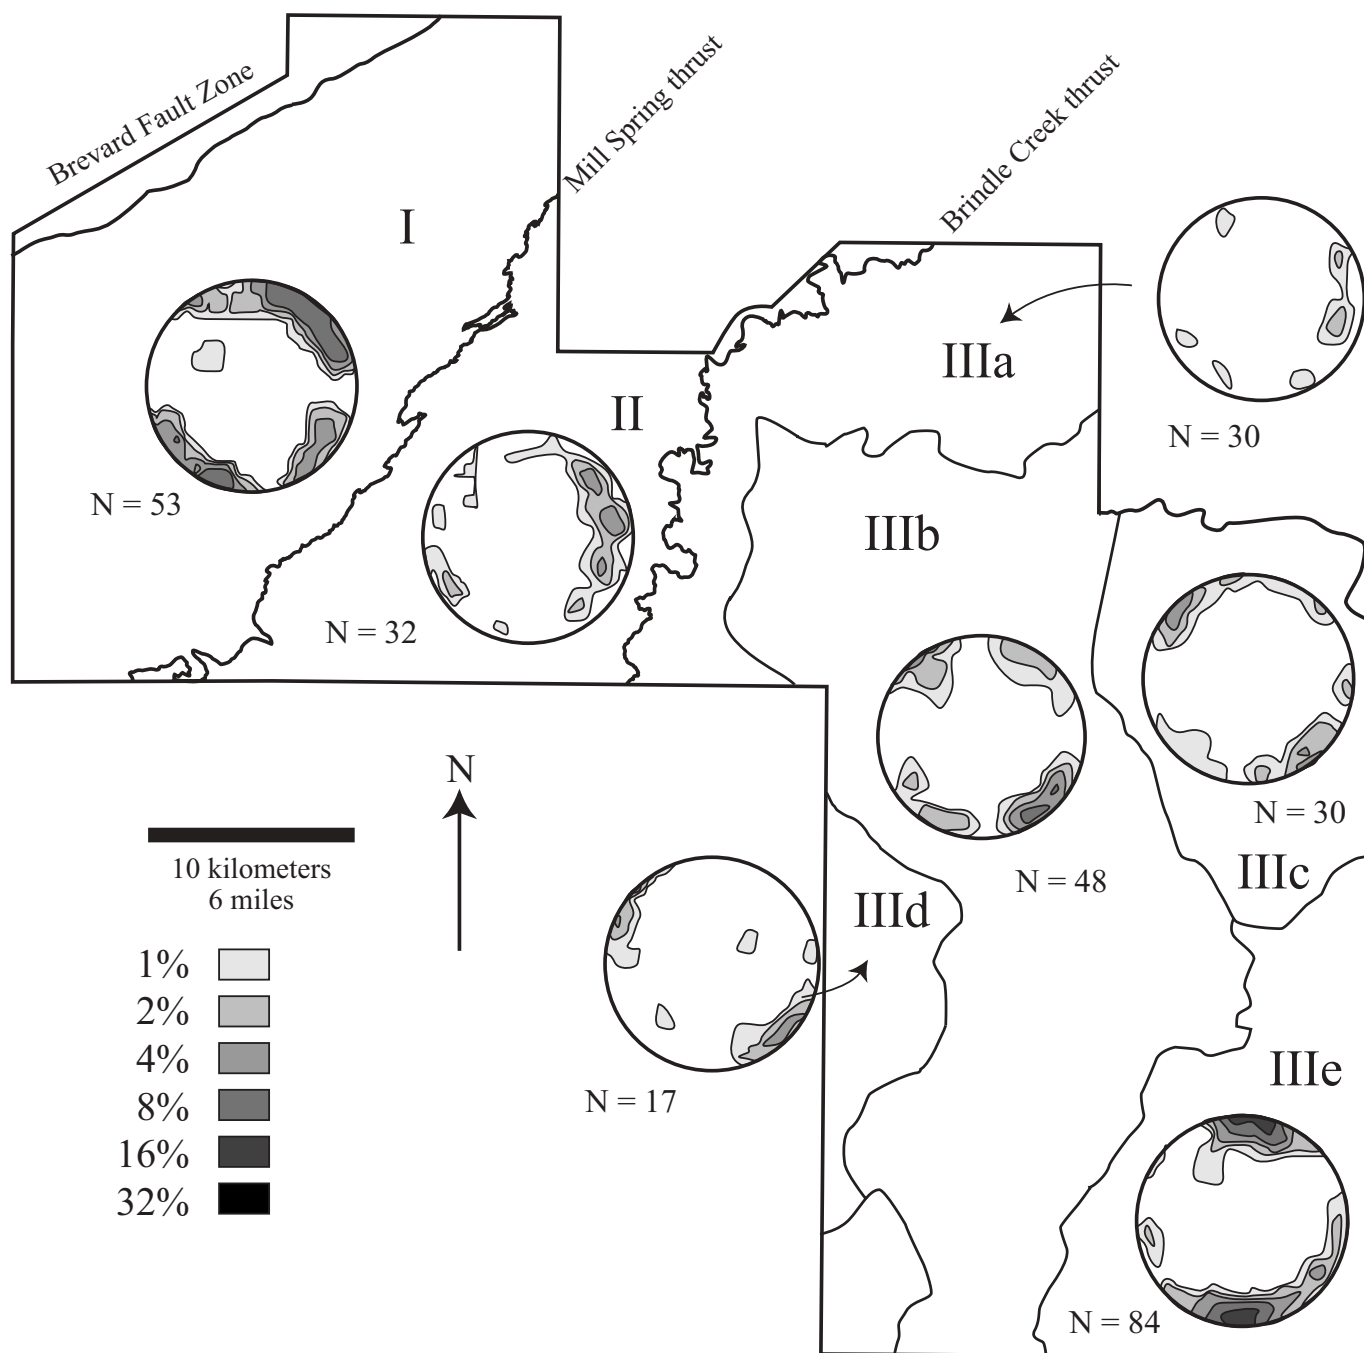 Brevard Fault Zone
Mill Spring thrust
Brindle Creek thrust
I
II
IIIa
N = 30
N = 53
IIIb
N = 32
N
10 kilometers
6 miles
N = 30
IIIc
N = 48
IIId
1%
2%
4%
8%
16%
32%
N = 17
IIIe
N = 84